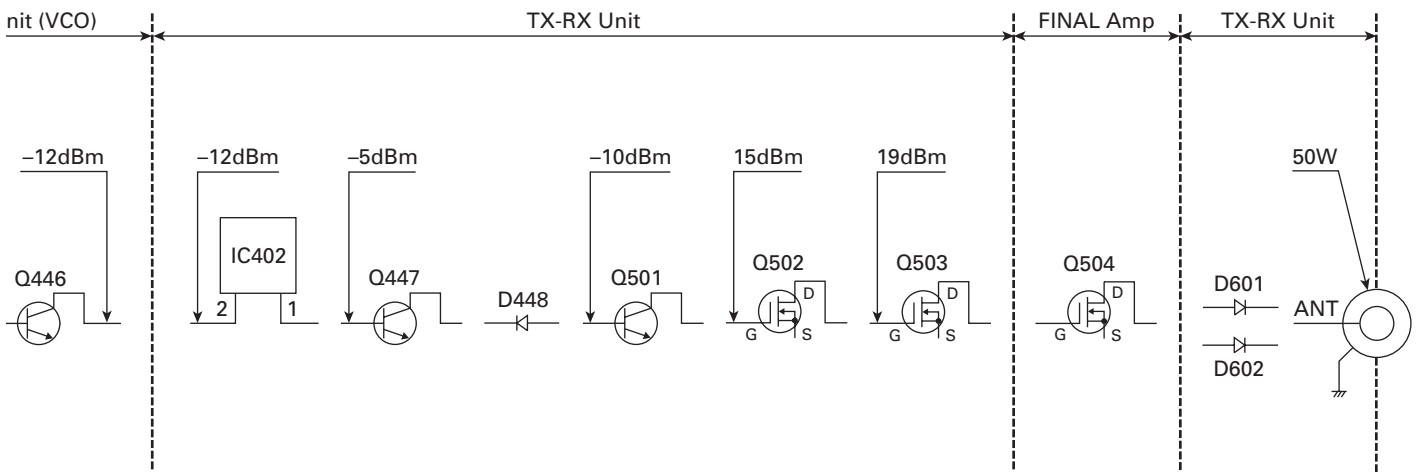 nit (VCO)
TX-RX Unit
FINAL Amp
TX-RX Unit
–12dBm
–12dBm
–5dBm
–10dBm
15dBm
19dBm
50W
Q446
IC402
2
1
Q447
D448
Q501
Q502
D
G
S
Q503
D
G
S
Q504
D
G
S
D601
D602
ANT